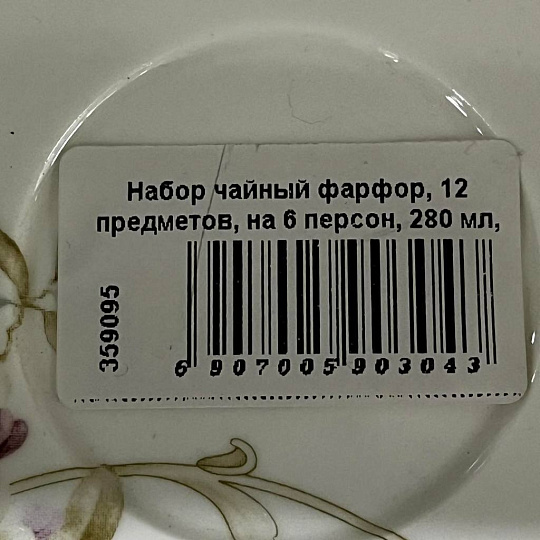 Набор чайный фарфор, 12
предметов, на 6 персон, 280 мл,
359095
6 907005 903043